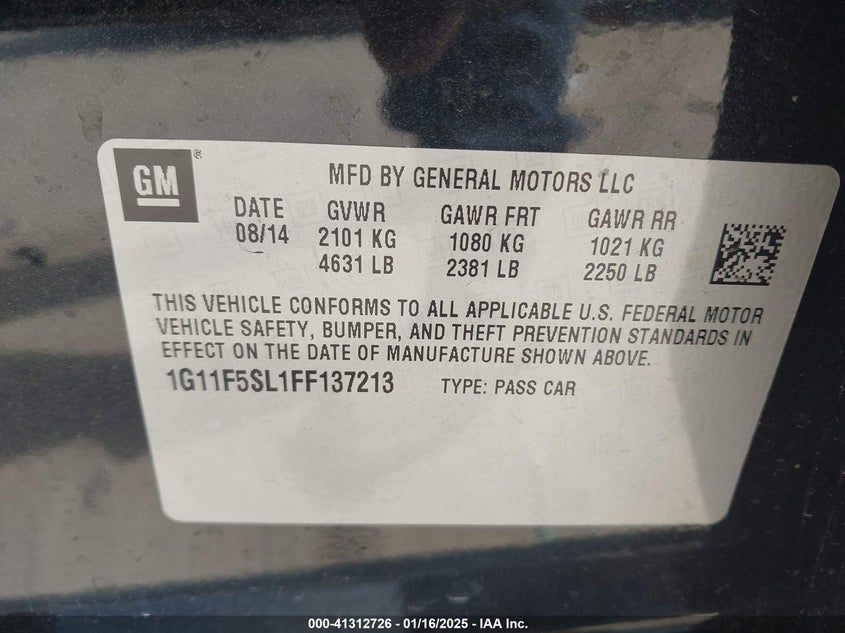 GM®
MFD BY GENERAL MOTORS LLC
DATE GVWR GAWR FRT GAWR RR
08/14 2101 KG 1080 KG 1021 KG
4631 LB 2381 LB 2250 LB
THIS VEHICLE CONFORMS TO ALL APPLICABLE U.S. FEDERAL MOTOR
VEHICLE SAFETY, BUMPER, AND THEFT PREVENTION STANDARDS IN
EFFECT ON THE DATE OF MANUFACTURE SHOWN ABOVE.
1G11F5SL1FF137213 TYPE: PASS CAR
000-41312726 - 01/16/2025 - IAA Inc.